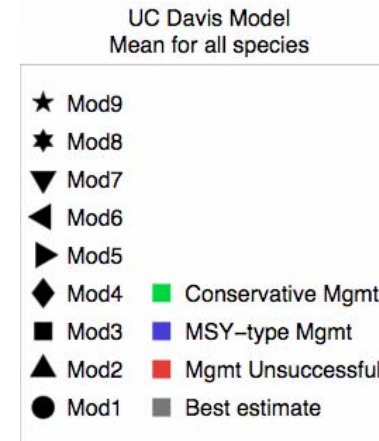 UC Davis Model
Mean for all species
Mod9
Mod8
Mod7
Mod6
Mod5
Mod4 Conservative Mgmt
Mod3 MSY-type Mgmt
Mod2 Mgmt Unsuccessful
Mod1 Best estimate